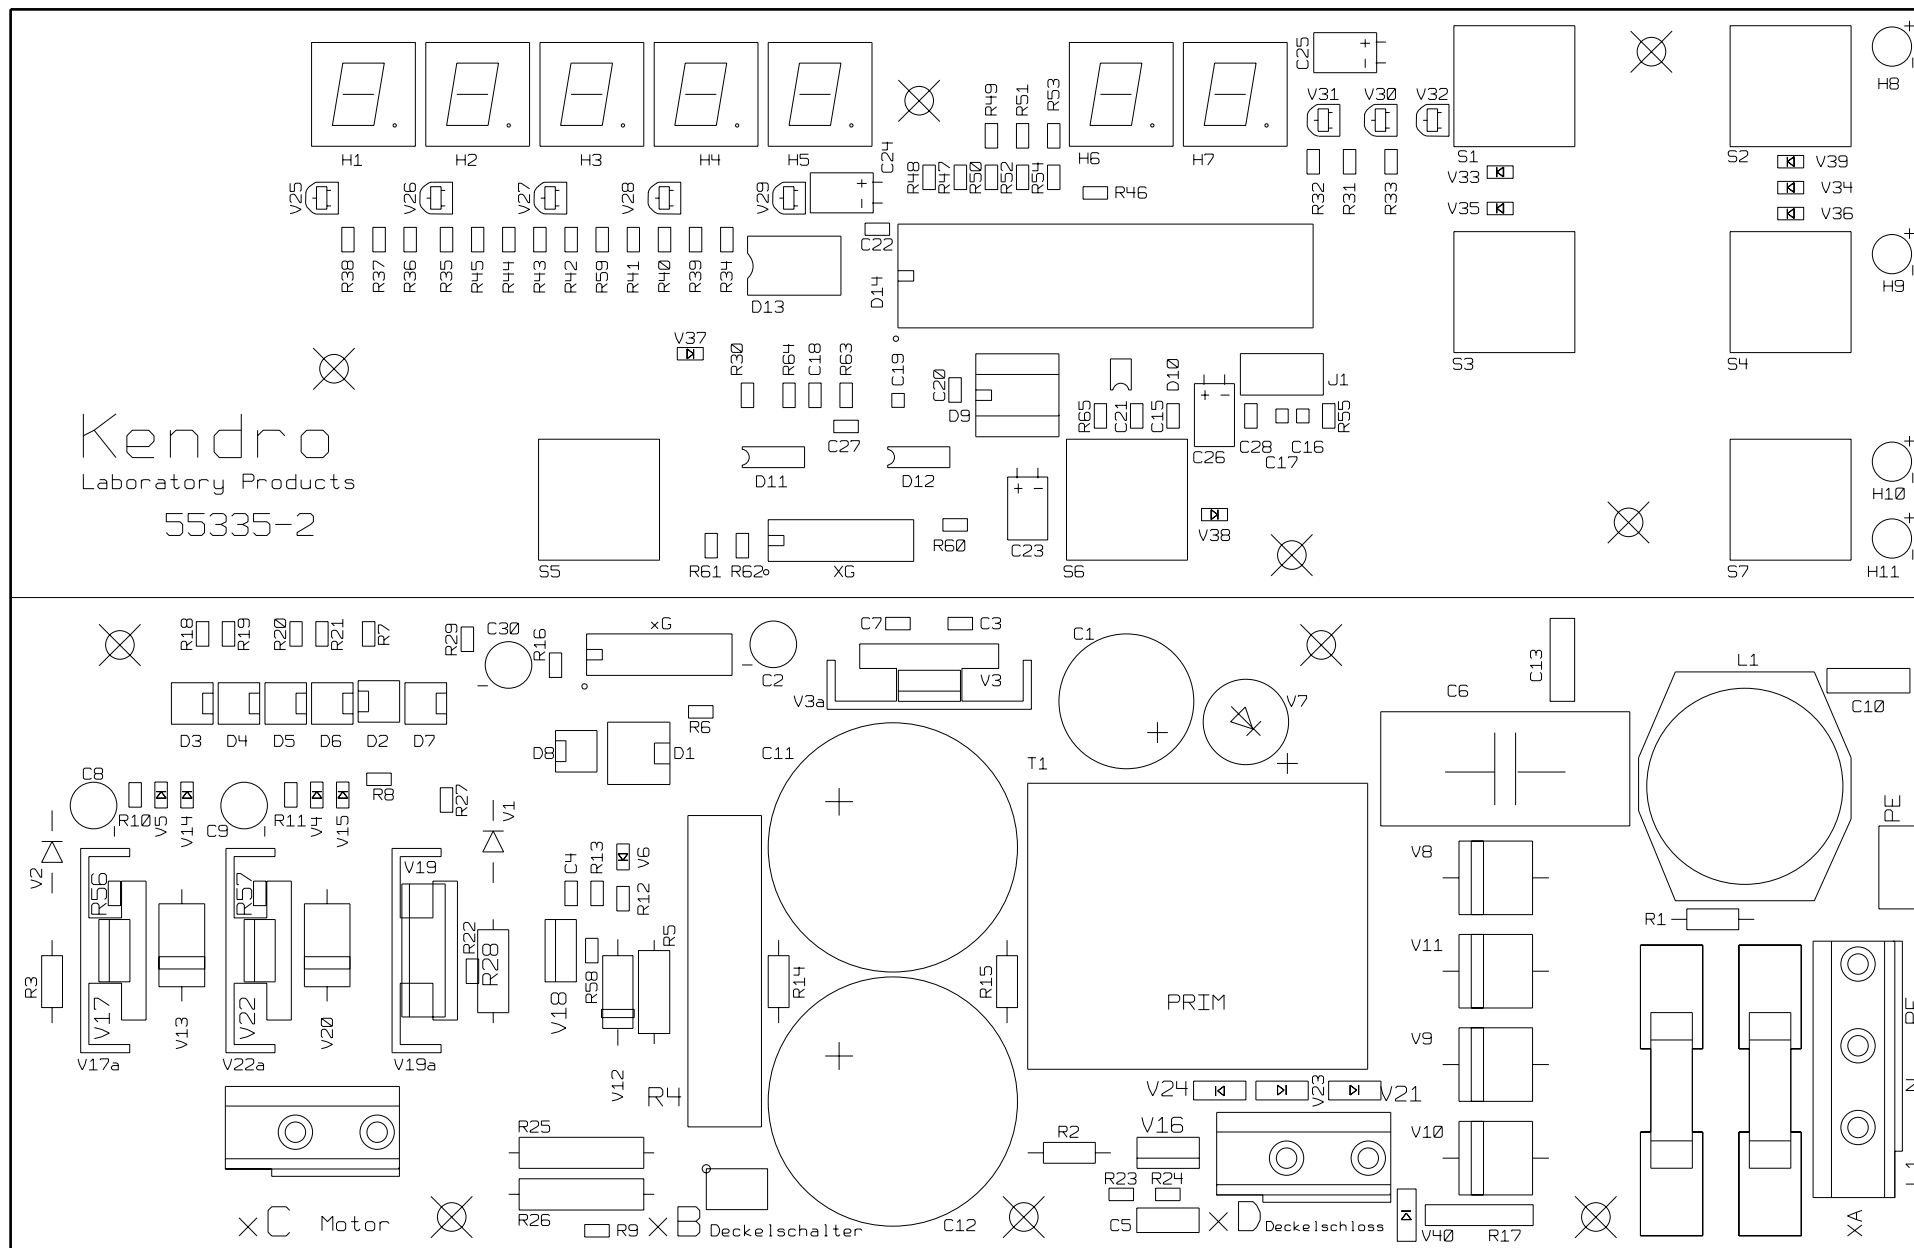 C25
H8
R49
R51
R53
V31
V30
V32
H1
H2
H3
H4
H5
C24
H6
H7
S1
S2
V39
V33
V34
V35
V36
R48
R47
R50
R52
R54
R46
R32
R31
R33
V25
V26
V27
V28
V29
C22
R38
R37
R36
R35
R45
R44
R43
R42
R59
R41
R40
R39
R34
D13
D14
H9
V37
R30
R64
C18
R63
C19
C20
D9
D10
J1
S3
S4
R65
C21
C15
C26
C28
C17
C16
R55
Kendro
Laboratory Products
55335-2
C27
D11
D12
H10
C23
R60
V38
S5
R61
R62
XG
S6
S7
H11
R18
R19
R20
R21
R7
R29
C30
R16
xG
C2
C7
C3
C1
C13
L1
C6
C10
V3a
V3
V7
R6
D3
D4
D5
D6
D2
D7
D8
D1
C11
T1
C8
R10
V5
V14
C9
R11
V4
V15
R8
R27
V1
PE
V2
R56
R57
V19
C4
R13
V6
R12
V8
R1
R3
V17
V13
V22
V20
R22
R28
V18
R58
R5
R14
R15
PRIM
V11
PE
V9
V17a
V22a
V19a
V12
R4
V24
V23
V21
N
R25
R2
V16
V10
R23
R24
1
xC Motor
R26
R9
xB Deckelschalter
C12
C5
xD Deckelschloss
V40
R17
XA